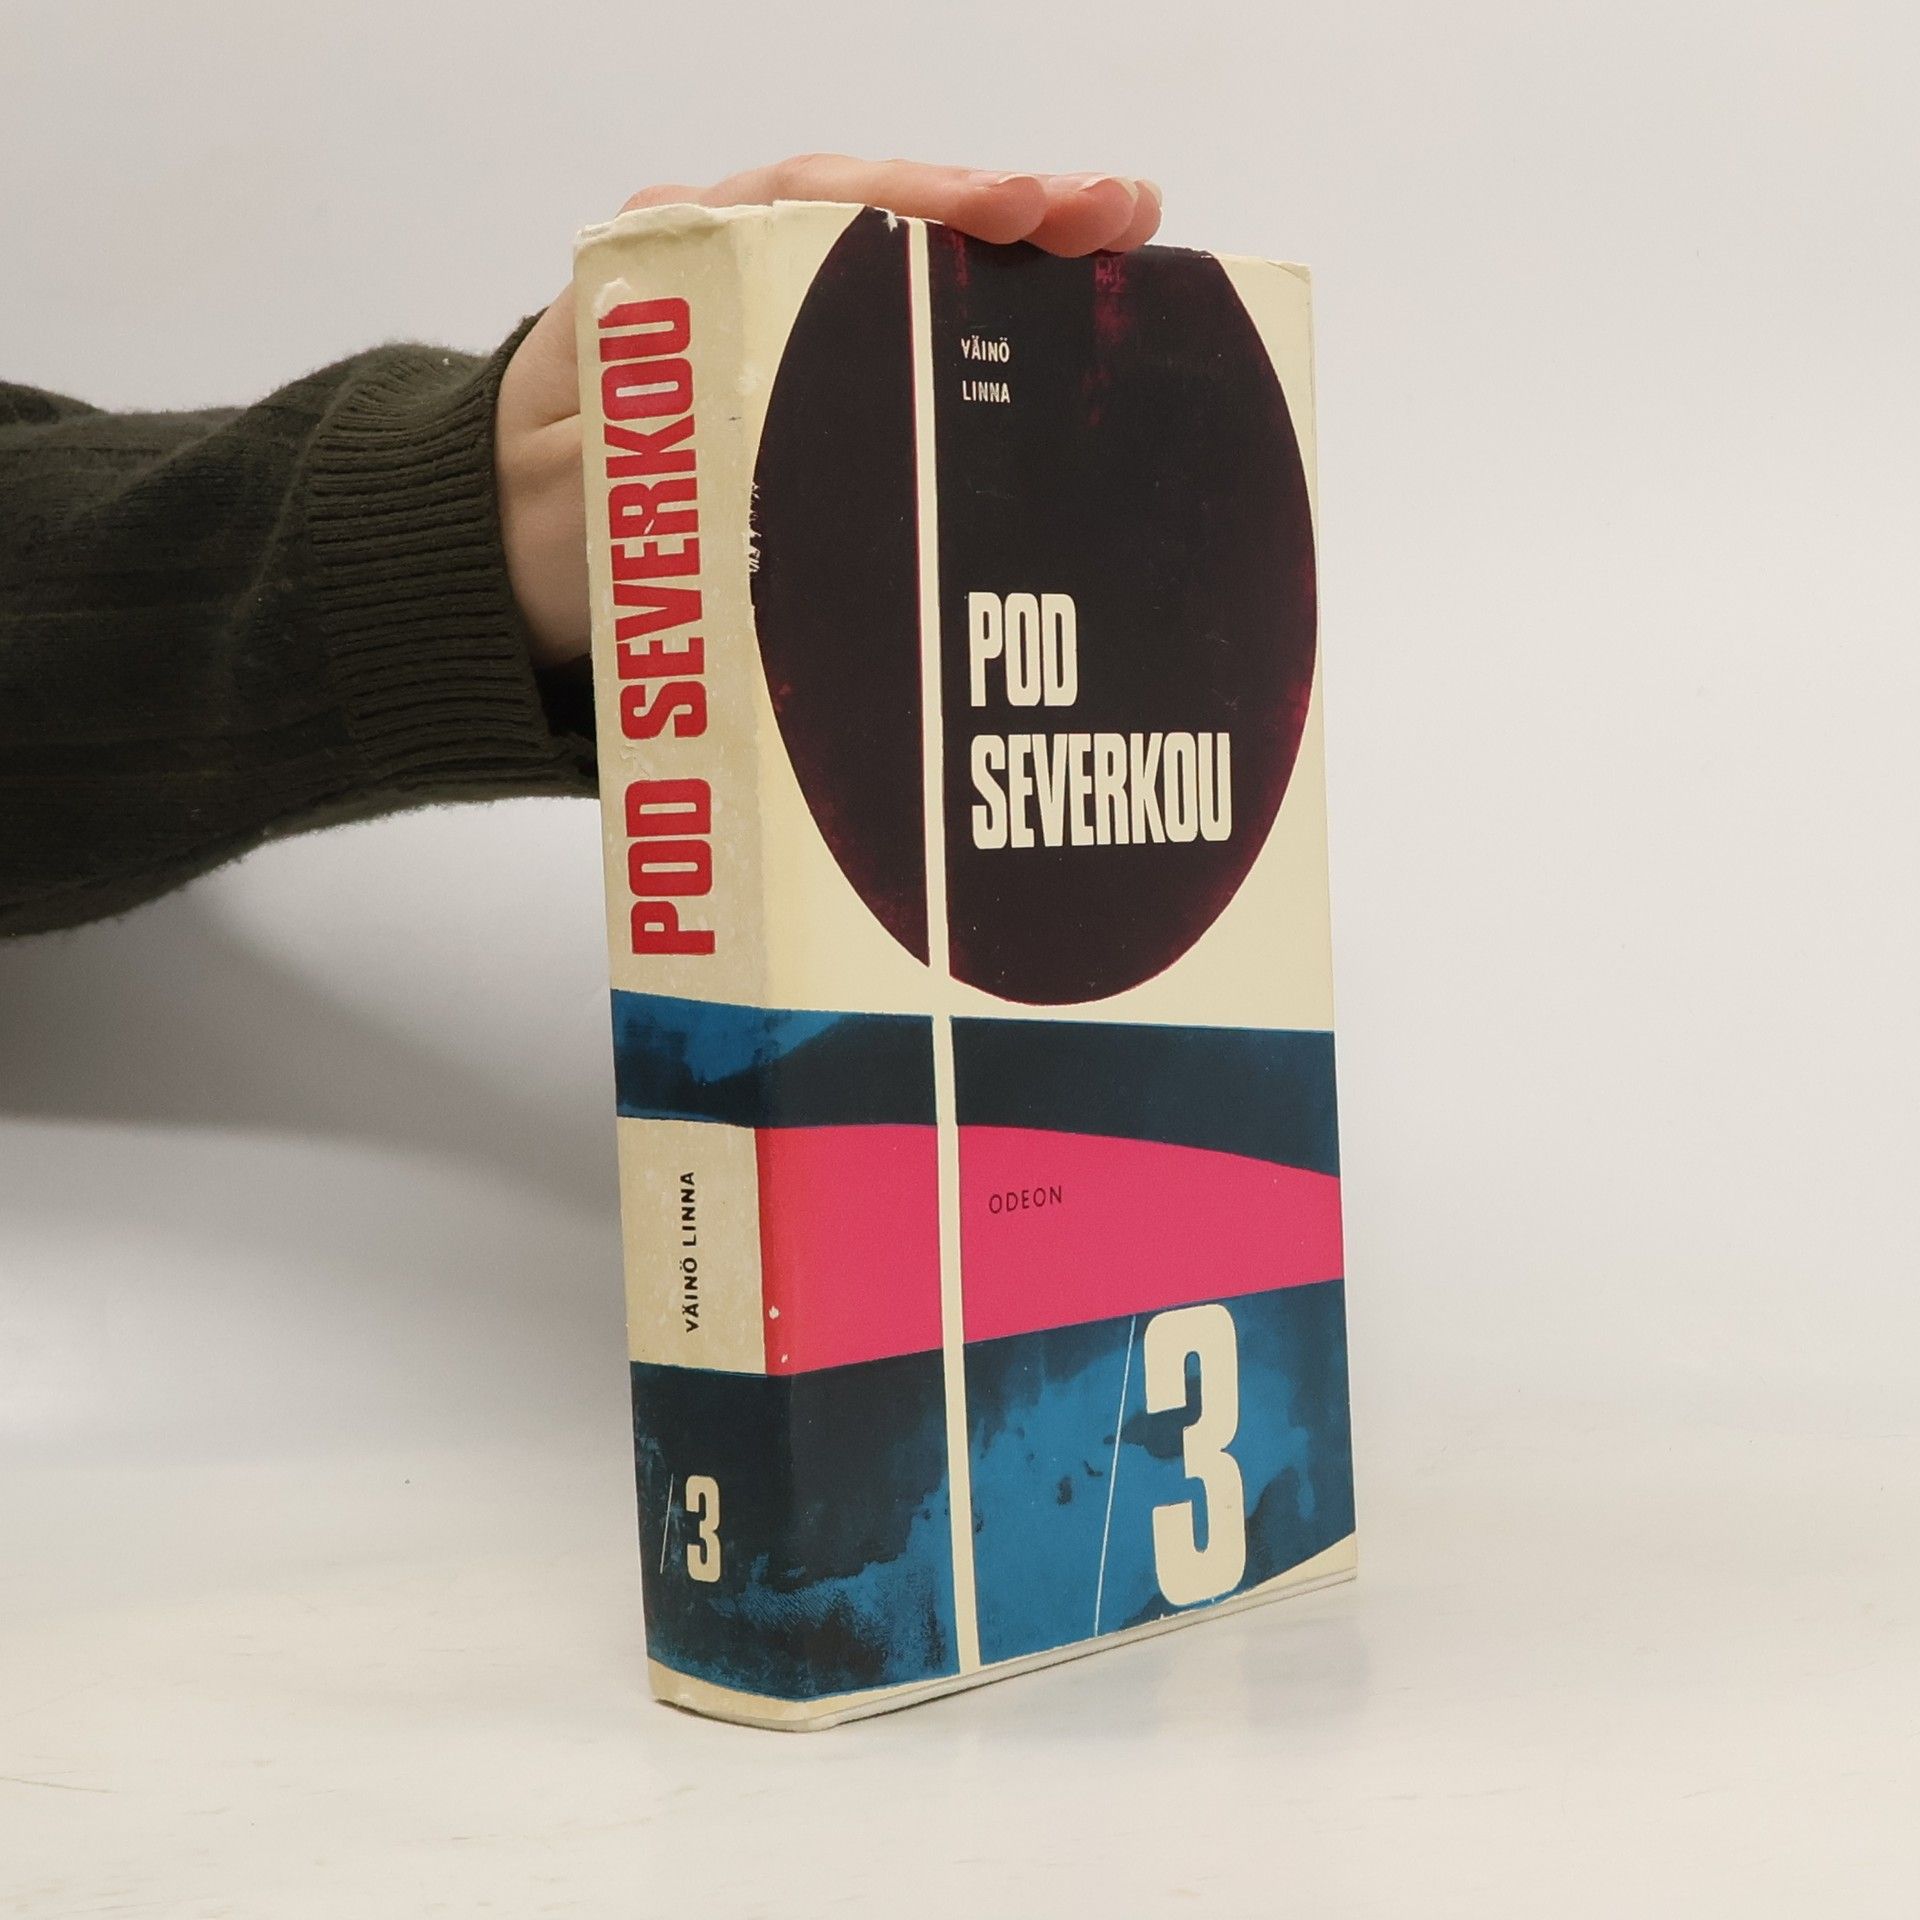 POD SEVERKOU
VÄINÖ LINNA
/3
VÄINÖ
LINNA
POD
SEVERKOU
ODEON
/3